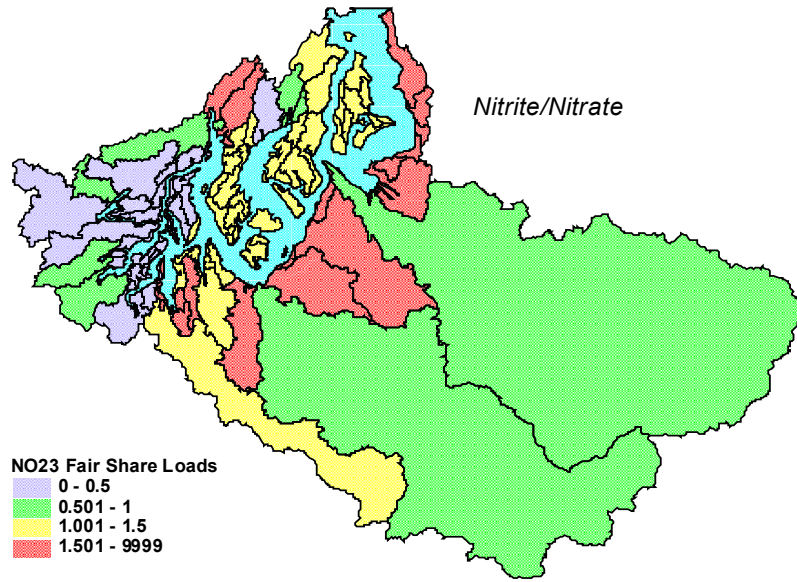 Nitrite/Nitrate
NO23 Fair Share Loads
0 - 0.5
0.501 - 1
1.001 - 1.5
1.501 - 9999